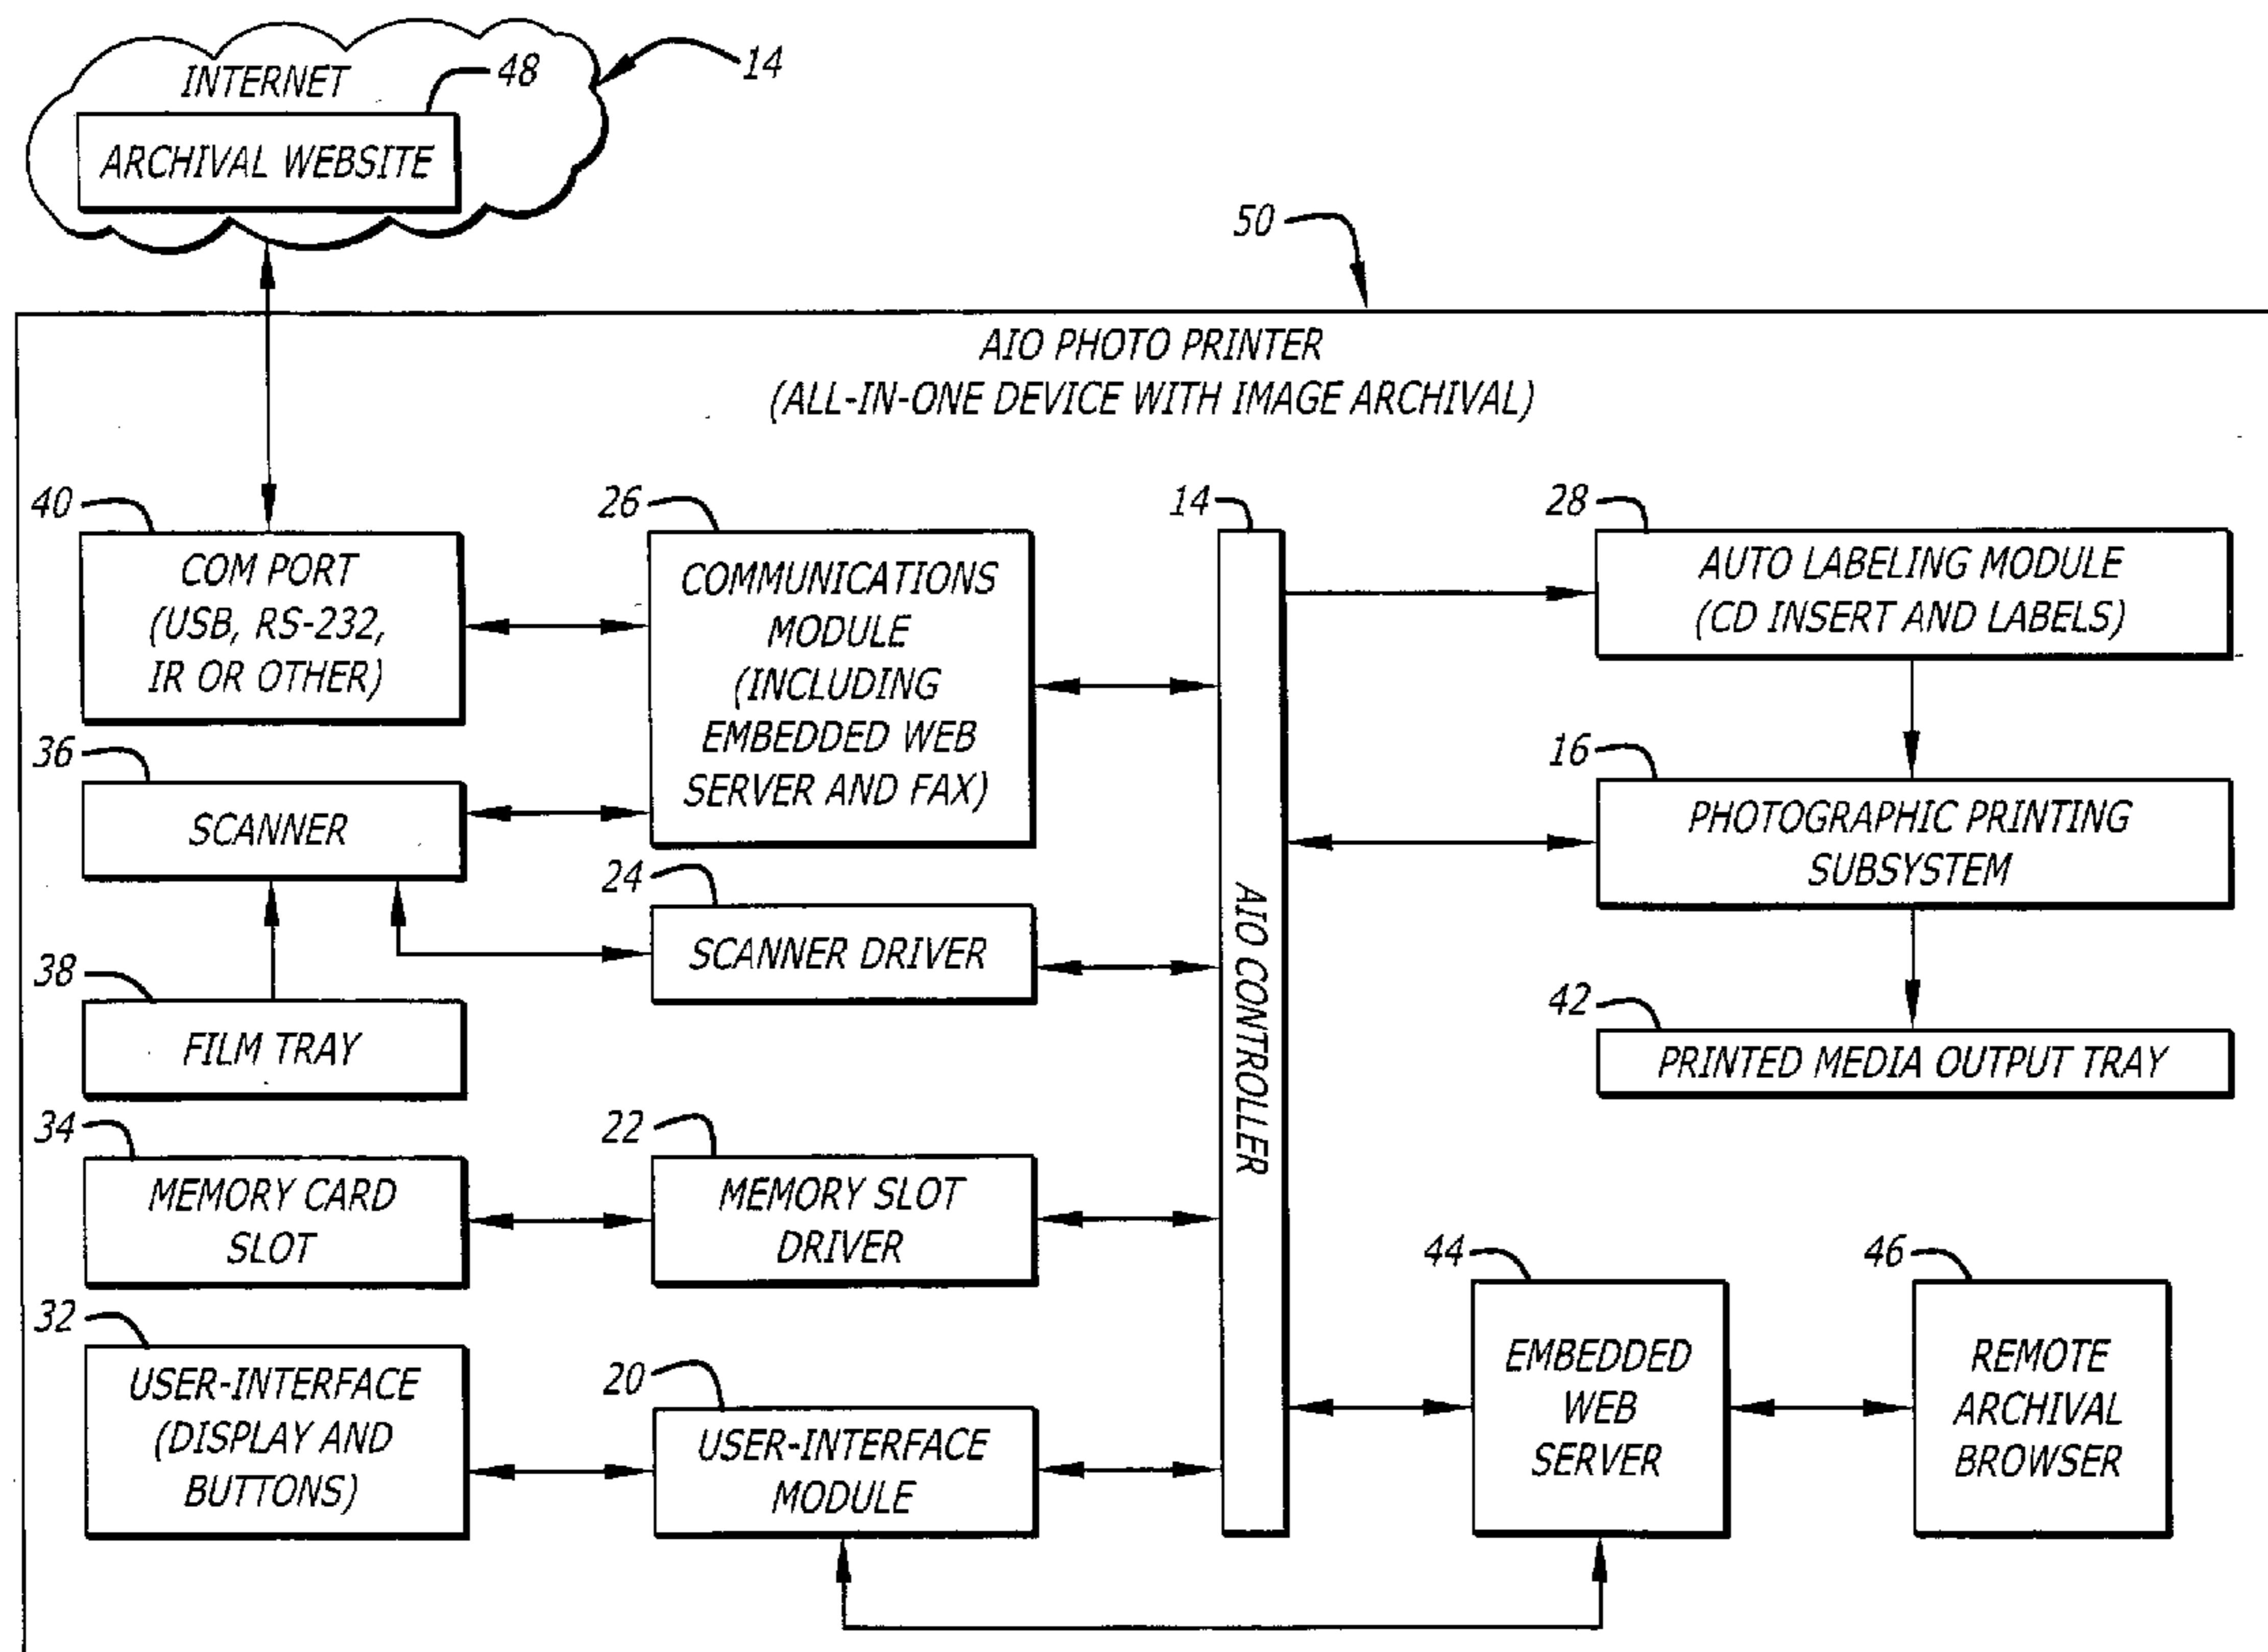 INTERNET
48
14
ARCHIVAL WEBSITE
50
AIO PHOTO PRINTER
(ALL-IN-ONE DEVICE WITH IMAGE ARCHIVAL)
40
COM PORT
(USB, RS-232,
IR OR OTHER)
26
COMMUNICATIONS
MODULE
(INCLUDING
EMBEDDED WEB
SERVER AND FAX)
14
AIO CONTROLLER
28
AUTO LABELING MODULE
(CD INSERT AND LABELS)
36
SCANNER
16
PHOTOGRAPHIC PRINTING
SUBSYSTEM
24
SCANNER DRIVER
38
FILM TRAY
42
PRINTED MEDIA OUTPUT TRAY
34
MEMORY CARD
SLOT
22
MEMORY SLOT
DRIVER
32
USER-INTERFACE
(DISPLAY AND
BUTTONS)
20
USER-INTERFACE
MODULE
44
EMBEDDED
WEB
SERVER
46
REMOTE
ARCHIVAL
BROWSER